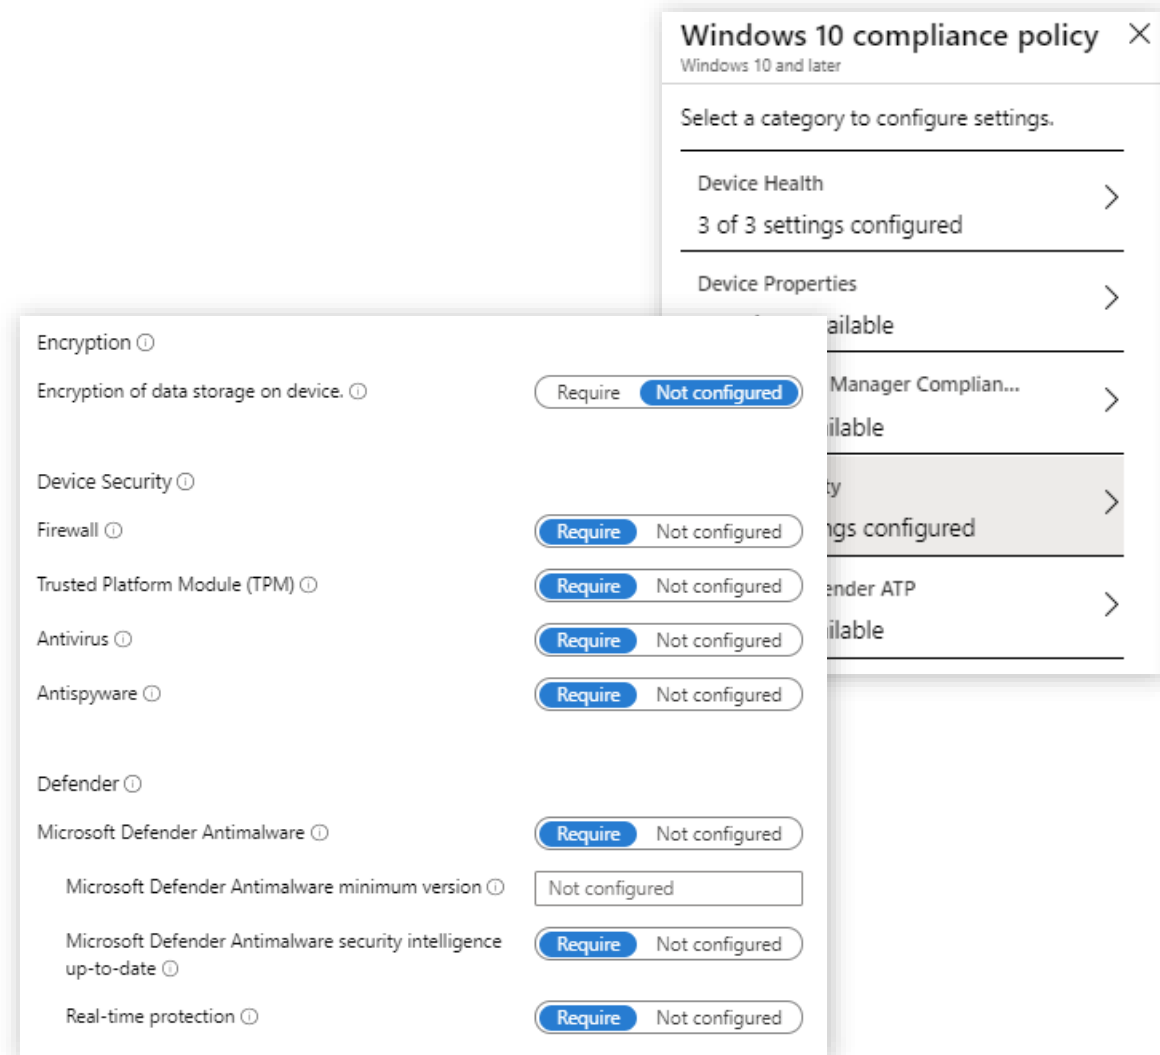 Windows 10 compliance policy
Windows 10 and later
Select a category to configure settings.
Device Health
3 of 3 settings configured
Device Properties
ailable
Manager Complian...
ilable
ty
gs configured
ender ATP
ilable
Encryption
Encryption of data storage on device.
Require Not configured
Device Security
Firewall
Require Not configured
Trusted Platform Module (TPM)
Require Not configured
Antivirus
Require Not configured
Antispyware
Require Not configured
Defender
Microsoft Defender Antimalware
Require Not configured
Microsoft Defender Antimalware minimum version
Not configured
Microsoft Defender Antimalware security intelligence
up-to-date
Require Not configured
Real-time protection
Require Not configured